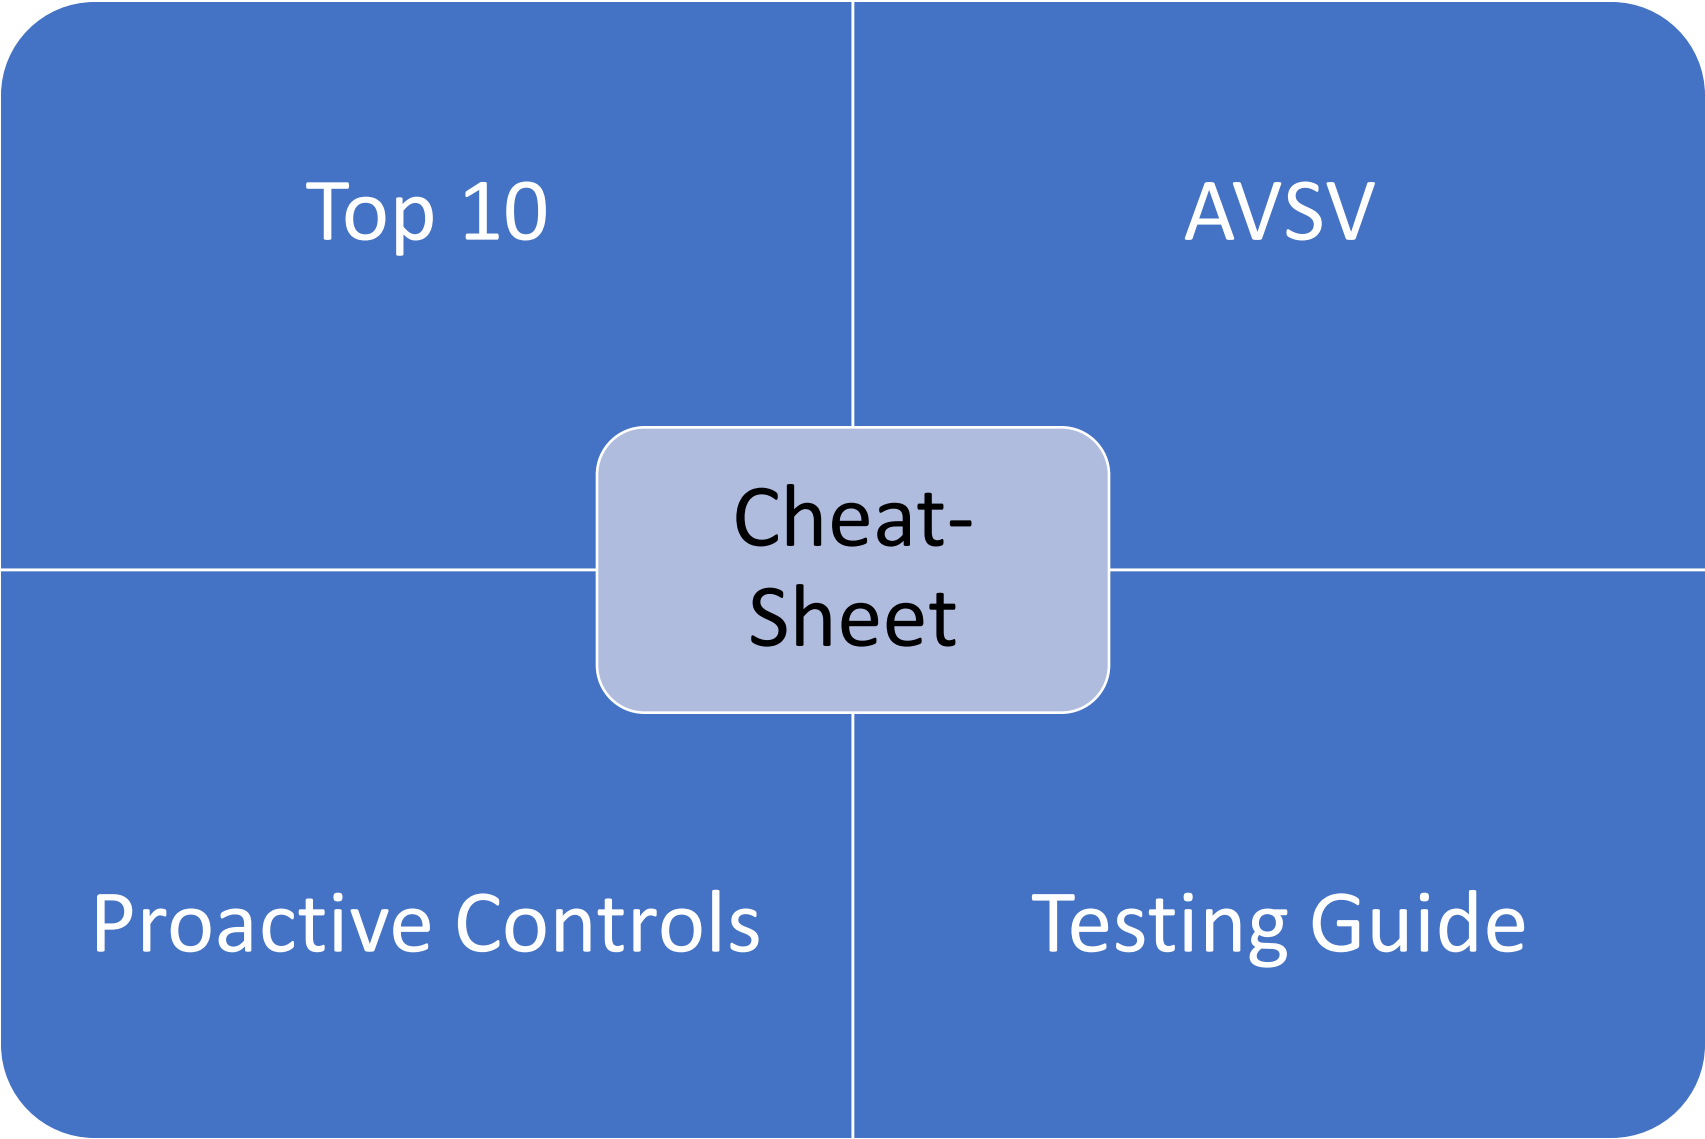 Top 10
AVSV
Cheat-
Sheet
Proactive Controls
Testing Guide